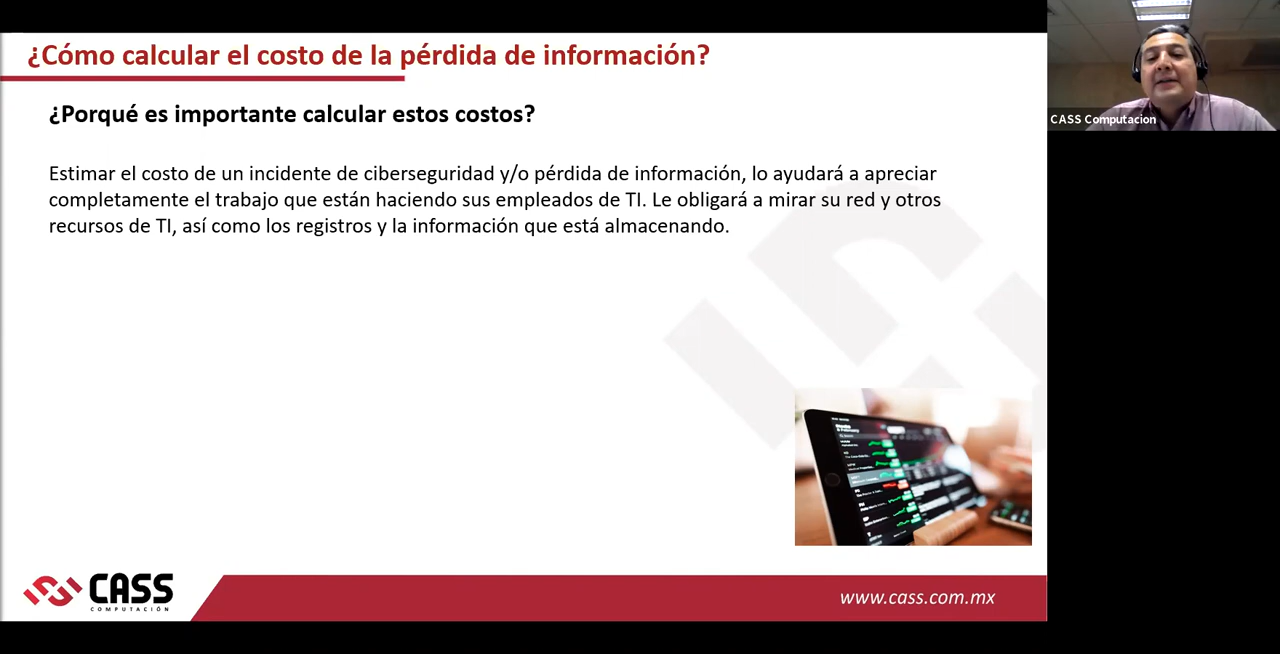 ¿Cómo calcular el costo de la pérdida de información?
¿Porqué es importante calcular estos costos?
Estimar el costo de un incidente de ciberseguridad y/o pérdida de información, lo ayudará a apreciar
completamente el trabajo que están haciendo sus empleados de TI. Le obligará a mirar su red y otros
recursos de TI, así como los registros y la información que está almacenando.
CASS Computacion
CASS
COMPUTACIÓN
www.cass.com.mx